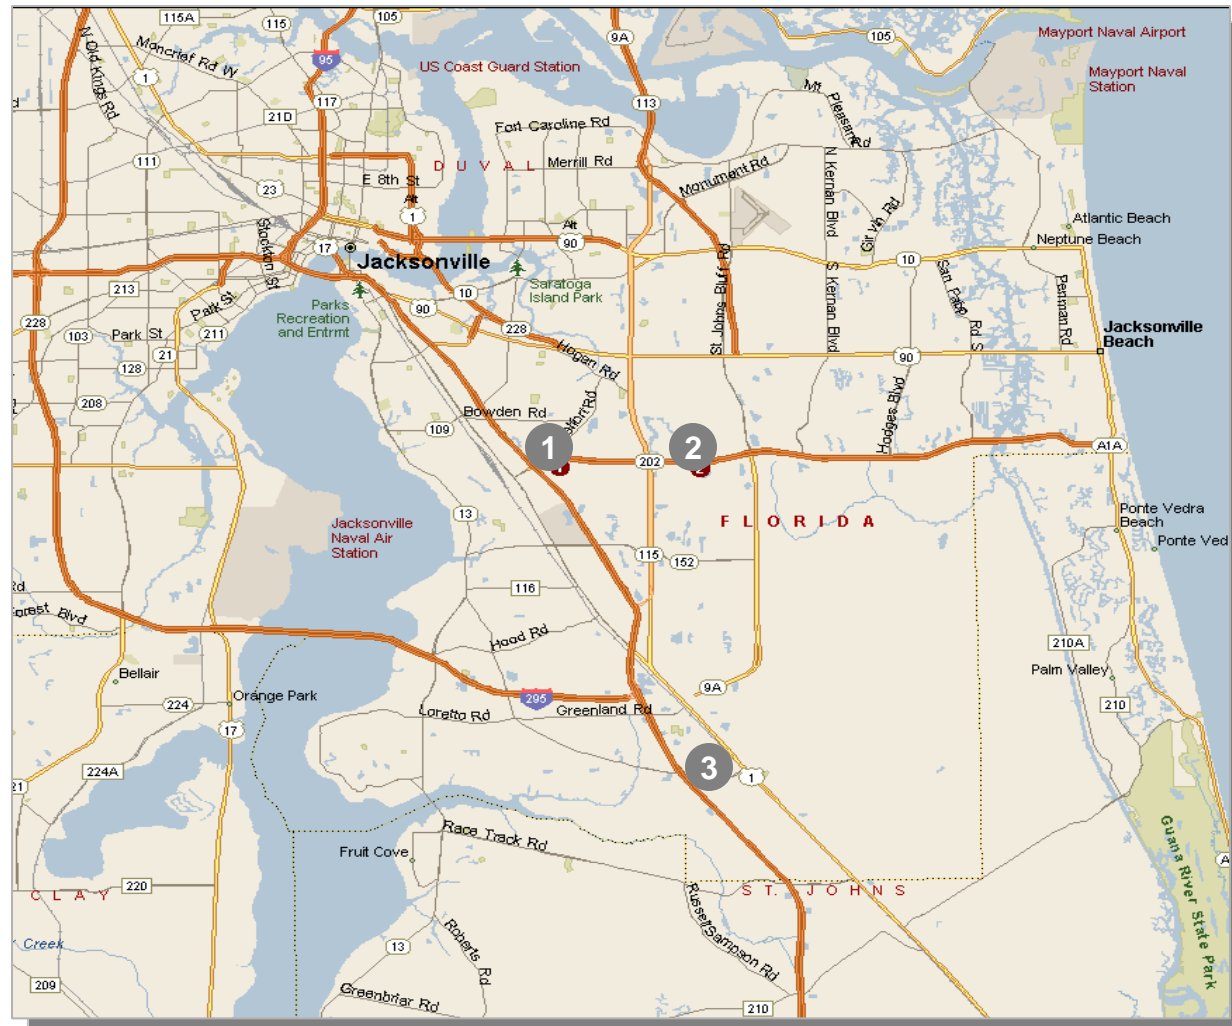 115A
115
105
9A
105
Mayport Naval Airport
N Old Kings Rd
Moncrief Rd W
95
US Coast Guard Station
Mayport Naval
Station
1
117
113
Mt Pleasant Rd
21D
Fort Caroline Rd
111
DUVAL
Merrill Rd
Monument Rd
N Kernan Blvd
E 8th St
23
Alt
1
Girvin Rd
Stockton St
17
Alt
90
Atlantic Beach
Neptune Beach
Jacksonville
St Johns Bluff Rd
S Kernan Blvd
10
San Pablo Rd S
Penman Rd
213
Saratoga
Island Park
10
Park St
Parks
Recreation
and Entrmt
90
228
228
103
Park St
211
Hogan Rd
Jacksonville
Beach
21
90
128
208
Bowden Rd
Hodges Blvd
109
1
2
202
A1A
13
FLORIDA
Ponte Vedra
Beach
Jacksonville
Naval Air
Station
Ponte Ved
115
152
116
Rd
orest Blvd
Hood Rd
210A
Bellair
Palm Valley
295
9A
224
Orange Park
Loretto Rd
Greenland Rd
210
17
3
1
224A
21
Guana River State Park
Race Track Rd
Fruit Cove
A
CLAY
220
ST. JOHNS
Russell Sampson Rd
Creek
13
Roberts Rd
209
Greenbriar Rd
210